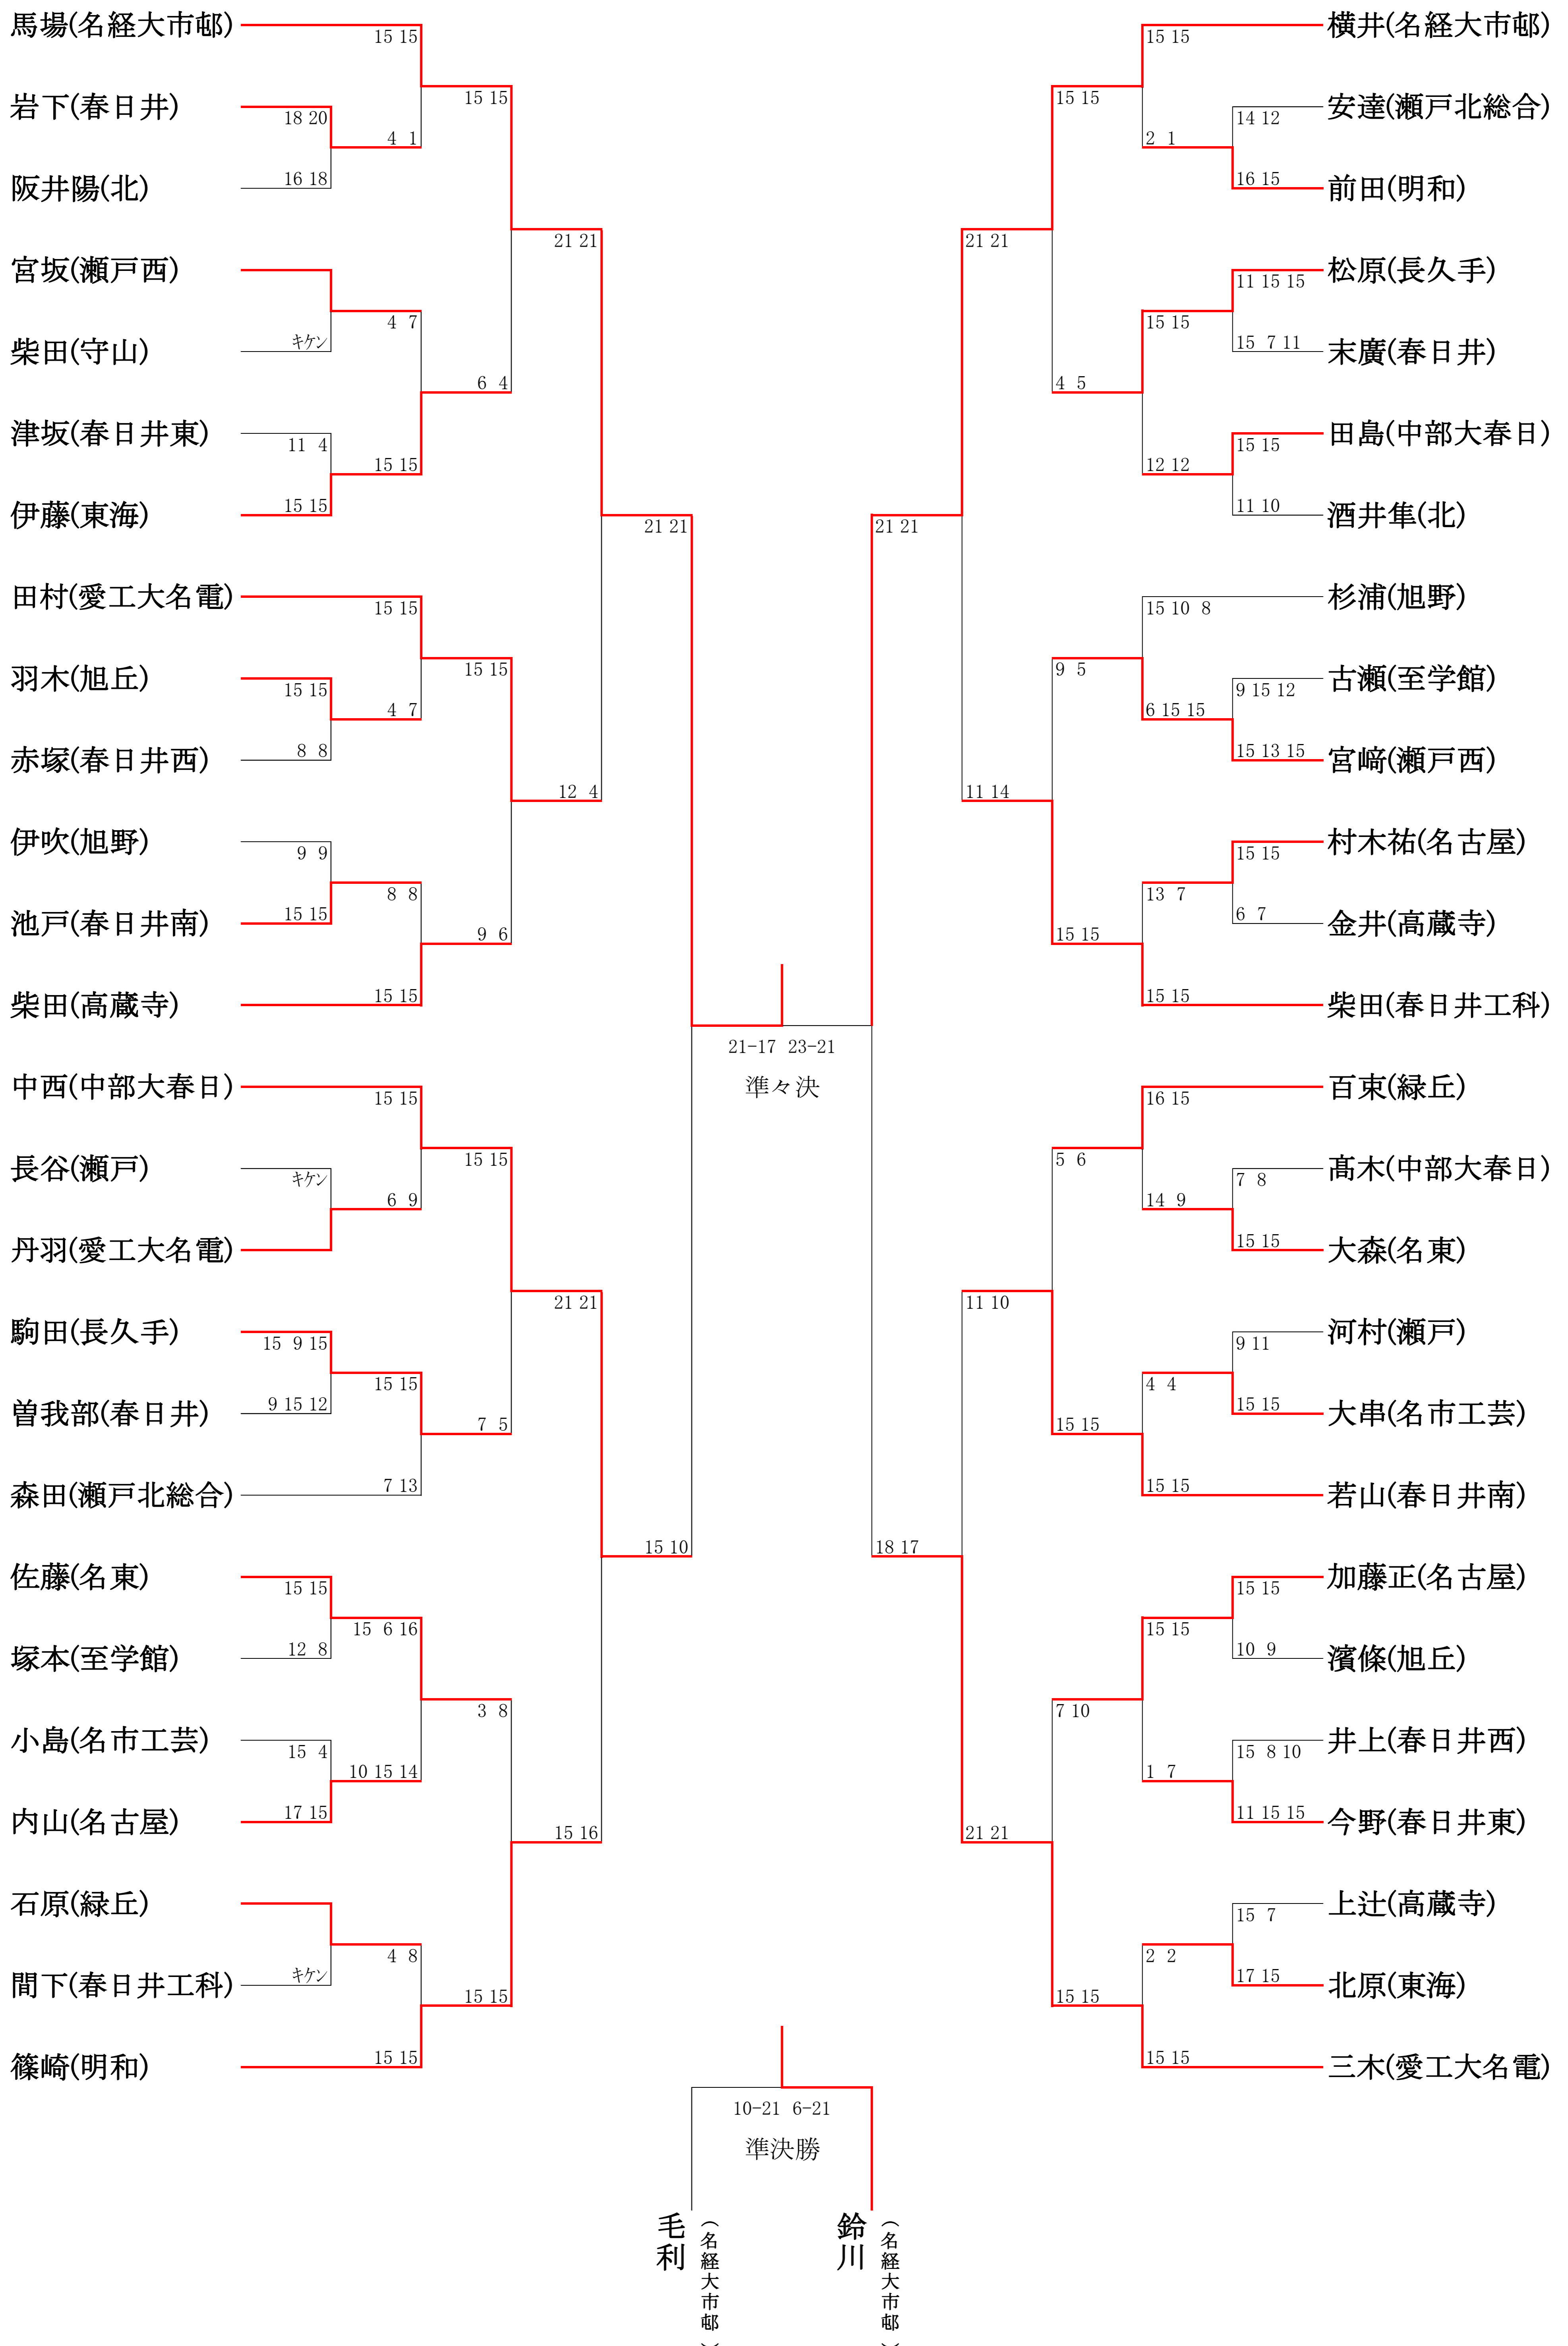 馬場(名経大市邨)
15 15
岩下(春日井)
18 20
15 15
4 1
阪井陽(北)
16 18
21 21
宮坂(瀬戸西)
4 7
柴田(守山)
キケン
6 4
津坂(春日井東)
11 4
15 15
伊藤(東海)
15 15
21 21
田村(愛工大名電)
15 15
羽木(旭丘)
15 15
15 15
4 7
赤塚(春日井西)
8 8
12 4
伊吹(旭野)
9 9
8 8
池戸(春日井南)
15 15
9 6
柴田(高蔵寺)
15 15
中西(中部大春日)
15 15
長谷(瀬戸)
キケン
15 15
6 9
丹羽(愛工大名電)
21 21
駒田(長久手)
15 9 15
15 15
曽我部(春日井)
9 15 12
7 5
森田(瀬戸北総合)
7 13
15 10
佐藤(名東)
15 15
15 6 16
塚本(至学館)
12 8
3 8
小島(名市工芸)
15 4
10 15 14
内山(名古屋)
17 15
15 16
石原(緑丘)
4 8
間下(春日井工科)
キケン
15 15
篠崎(明和)
15 15
横井(名経大市邨)
15 15
15 15
安達(瀬戸北総合)
14 12
2 1
前田(明和)
16 15
21 21
松原(長久手)
11 15 15
15 15
末廣(春日井)
15 7 11
4 5
田島(中部大春日)
15 15
12 12
酒井隼(北)
11 10
21 21
杉浦(旭野)
15 10 8
古瀬(至学館)
9 15 12
9 5
6 15 15
宮﨑(瀬戸西)
15 13 15
11 14
村木祐(名古屋)
15 15
13 7
金井(高蔵寺)
6 7
15 15
柴田(春日井工科)
15 15
百東(緑丘)
16 15
髙木(中部大春日)
7 8
5 6
14 9
大森(名東)
15 15
11 10
河村(瀬戸)
9 11
4 4
大串(名市工芸)
15 15
15 15
若山(春日井南)
15 15
18 17
加藤正(名古屋)
15 15
15 15
濱條(旭丘)
10 9
7 10
井上(春日井西)
15 8 10
1 7
今野(春日井東)
11 15 15
21 21
上辻(高蔵寺)
15 7
2 2
北原(東海)
17 15
15 15
三木(愛工大名電)
15 15
21-17 23-21
準々決
10-21 6-21
準決勝
毛利
(名経大市邨)
鈴川
(名経大市邨)